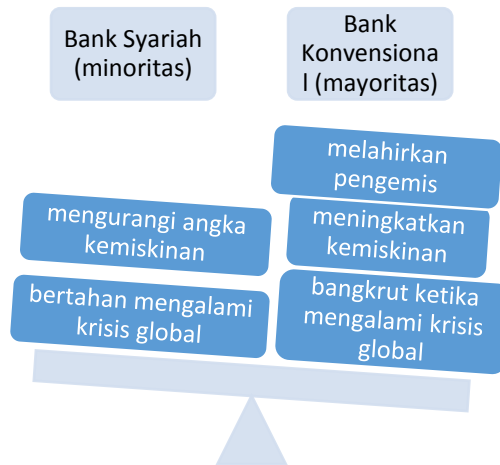 Bank Syariah
(minoritas)
Bank
Konvensiona
l (mayoritas)
melahirkan
pengemis
mengurangi angka
kemiskinan
meningkatkan
kemiskinan
bertahan mengalami
krisis global
bangkrut ketika
mengalami krisis
global